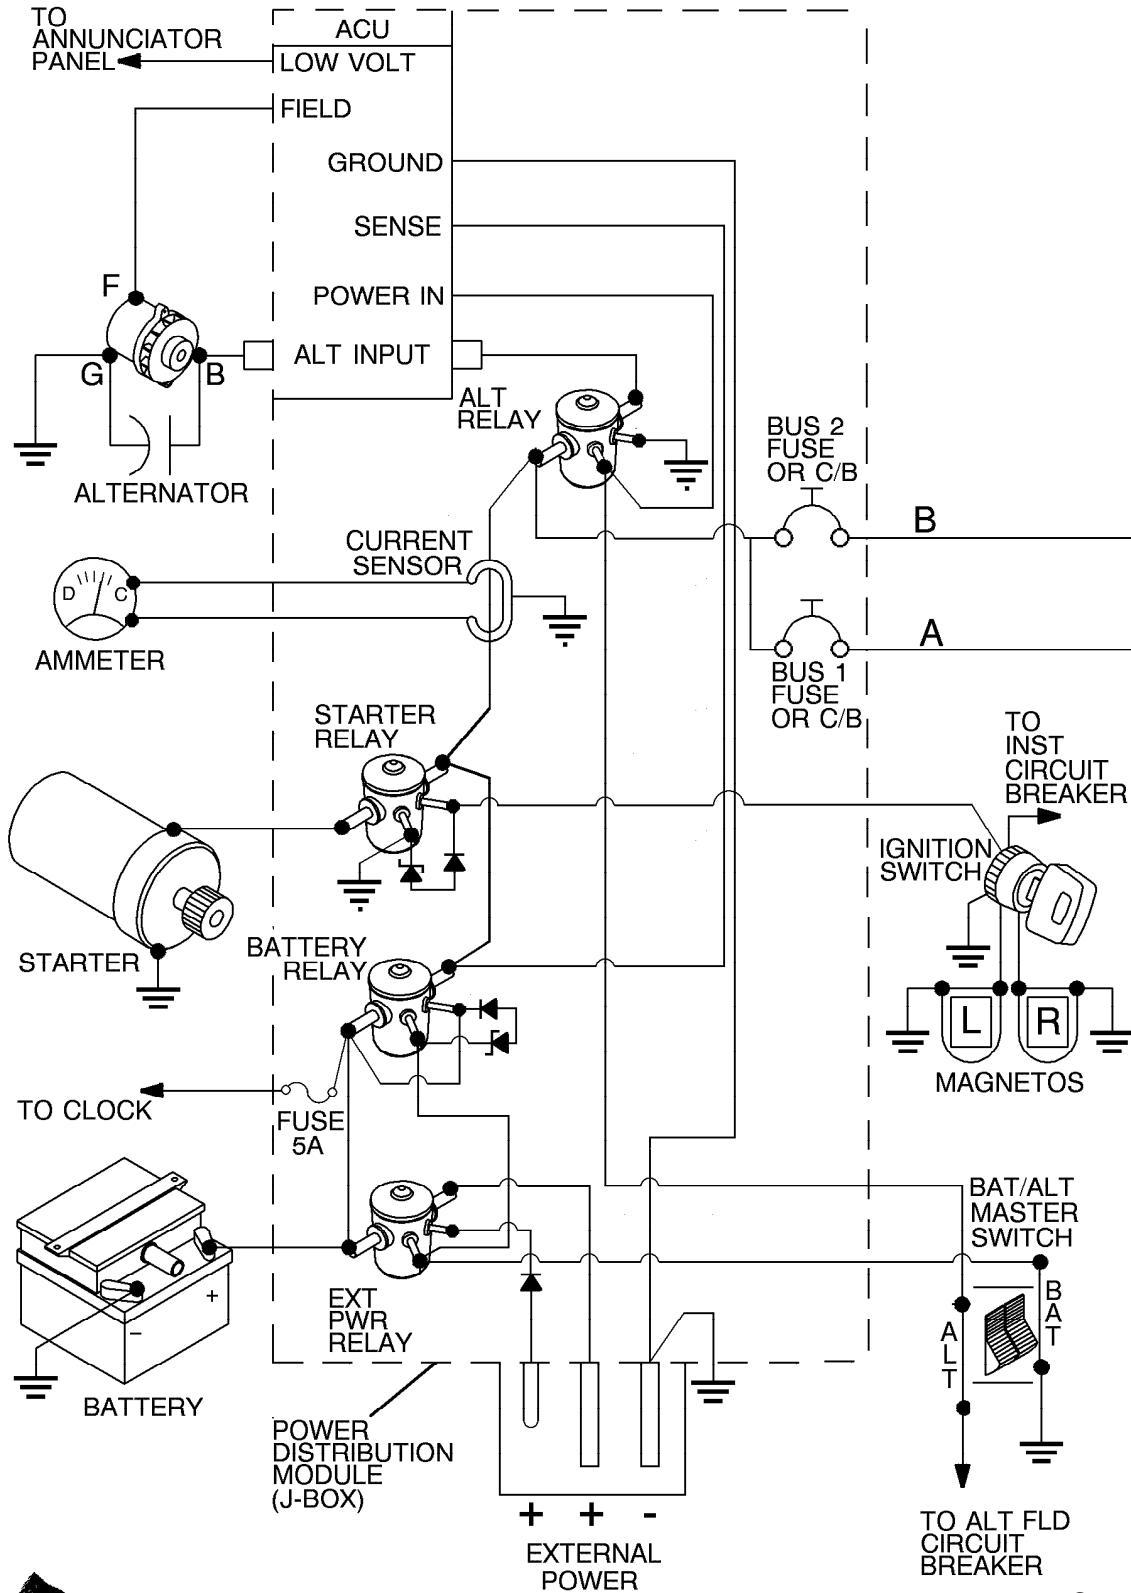 TO
ANNUNCIATOR
PANEL
ACU
LOW VOLT
FIELD
GROUND
SENSE
POWER IN
ALT INPUT
F
G
B
ALTERNATOR
ALT
RELAY
BUS 2
FUSE
OR C/B
B
CURRENT
SENSOR
D
C
AMMETER
A
BUS 1
FUSE
OR C/B
STARTER
RELAY
TO
INST
CIRCUIT
BREAKER
IGNITION
SWITCH
STARTER
BATTERY
RELAY
L
R
MAGNETOS
TO CLOCK
FUSE
5A
BAT/ALT
MASTER
SWITCH
+
−
BATTERY
EXT
PWR
RELAY
ALT
BAT
POWER
DISTRIBUTION
MODULE
(J-BOX)
+ + -
EXTERNAL
POWER
TO ALT FLD
CIRCUIT
BREAKER